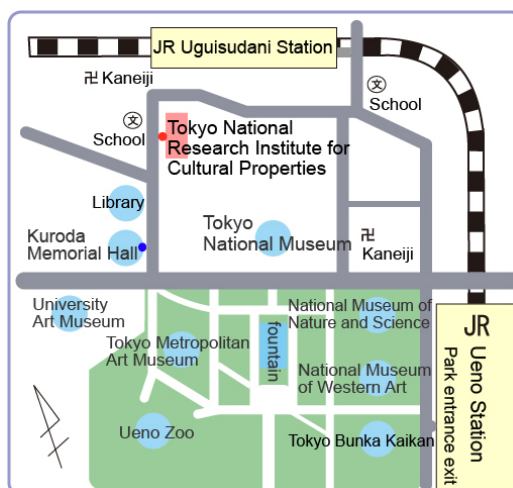 JR Uguisudani Station
卍 Kaneiji
文
School
文
School
Tokyo National
Research Institute for
Cultural Properties
Library
Kuroda
Memorial Hall
Tokyo
National Museum
卍
Kaneiji
University
Art Museum
Tokyo Metropolitan
Art Museum
fountain
National Museum of
Nature and Science
National Museum
of Western Art
Ueno Zoo
Tokyo Bunka Kaikan
JR
Ueno Station
Park entrance exit